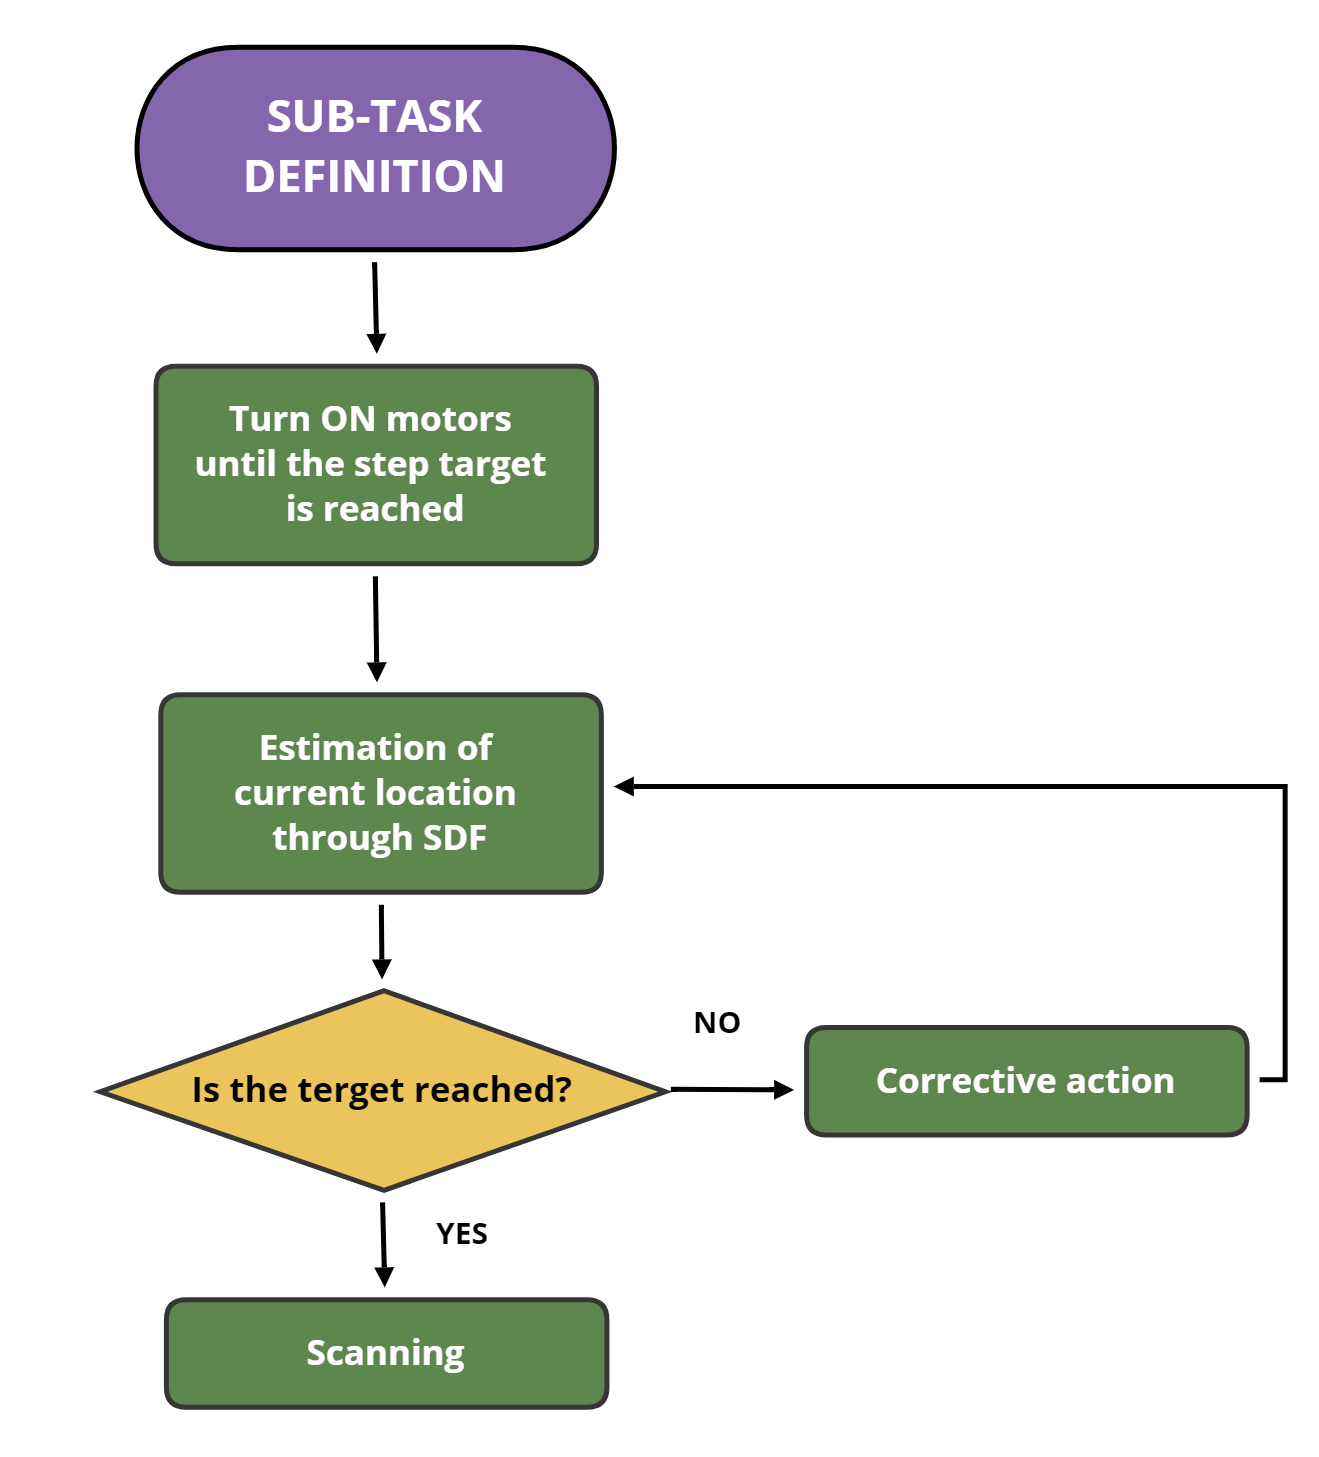 SUB-TASK
DEFINITION
Turn ON motors
until the step target
is reached
Estimation of
current location
through SDF
Is the terget reached?
NO
Corrective action
YES
Scanning